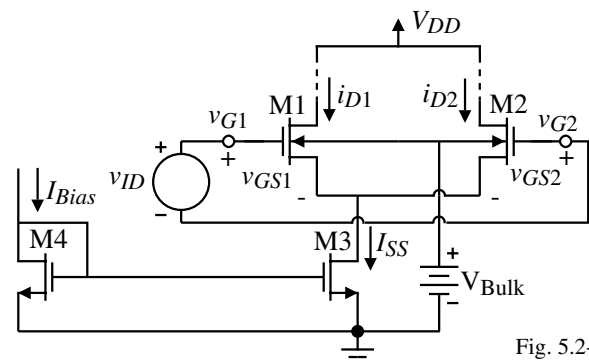 V_DD
i_D1
i_D2
M1
M2
v_G1
v_G2
+
+
+
v_ID
v_GS1
v_GS2
-
-
−
I_Bias
M4
M3
I_SS
+
V_Bulk
−
Fig. 5.2-